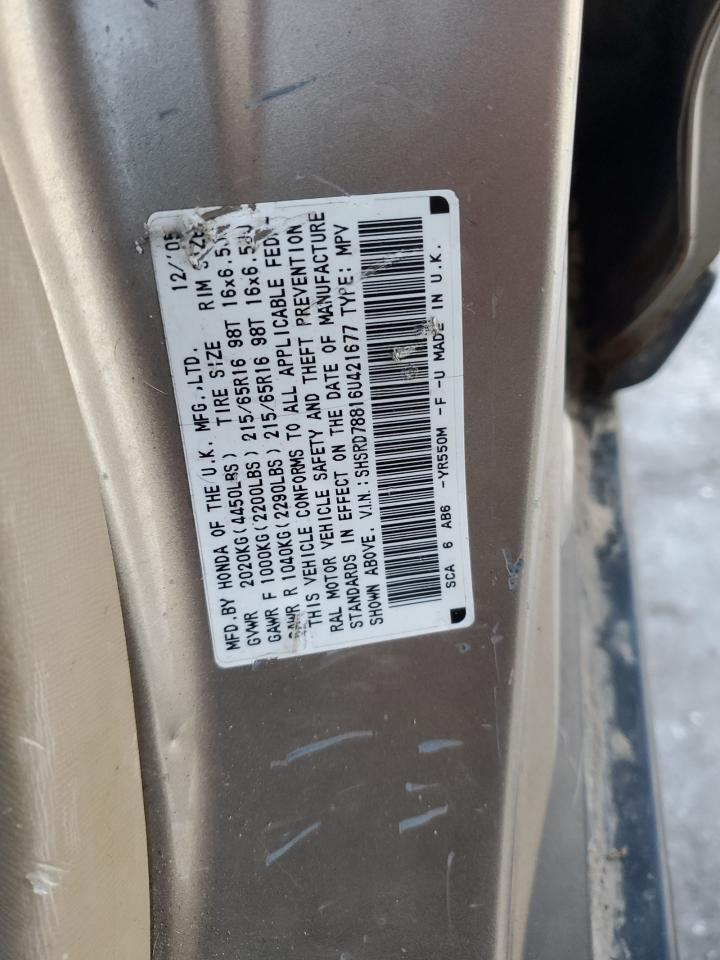 MFD.BY HONDA OF THE U.K. MFG.,LTD. 12/'05
GVWR 2020KG(4450LBS) TIRE SIZE RIM SIZE
GAWR F 1000KG(2200LBS) 215/65R16 98T 16x6.5JJ
GAWR R 1040KG(2290LBS) 215/65R16 98T 16x6.5JJ
THIS VEHICLE CONFORMS TO ALL APPLICABLE FEDE-
RAL MOTOR VEHICLE SAFETY AND THEFT PREVENTION
STANDARDS IN EFFECT ON THE DATE OF MANUFACTURE
SHOWN ABOVE. V.I.N.:SHSRD78816U421677 TYPE: MPV
SCA 6 AB6 -YR550M -F -U MADE IN U.K.